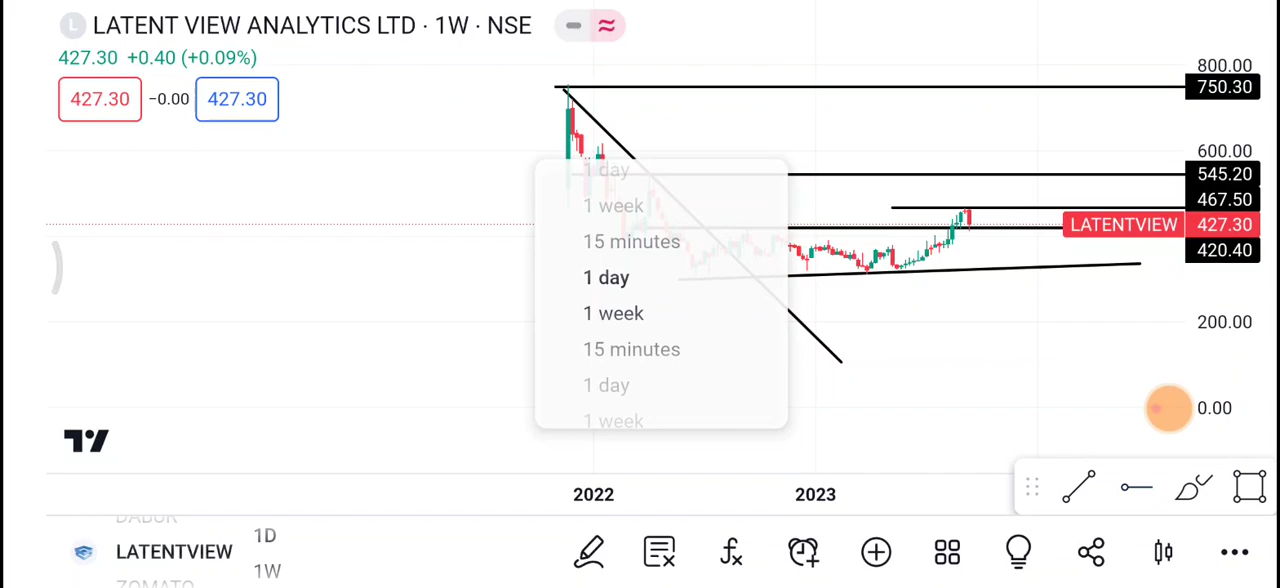 L LATENT VIEW ANALYTICS LTD · 1W · NSE
427.30 +0.40 (+0.09%)
427.30 −0.00 427.30
800.00
750.30
600.00
545.20
467.50
LATENTVIEW 427.30
420.40
200.00
0.00
1 day
1 week
15 minutes
1 day
1 week
15 minutes
1 day
1 week
2022 2023
DABUR
1D
LATENTVIEW
1W
ZOMATO